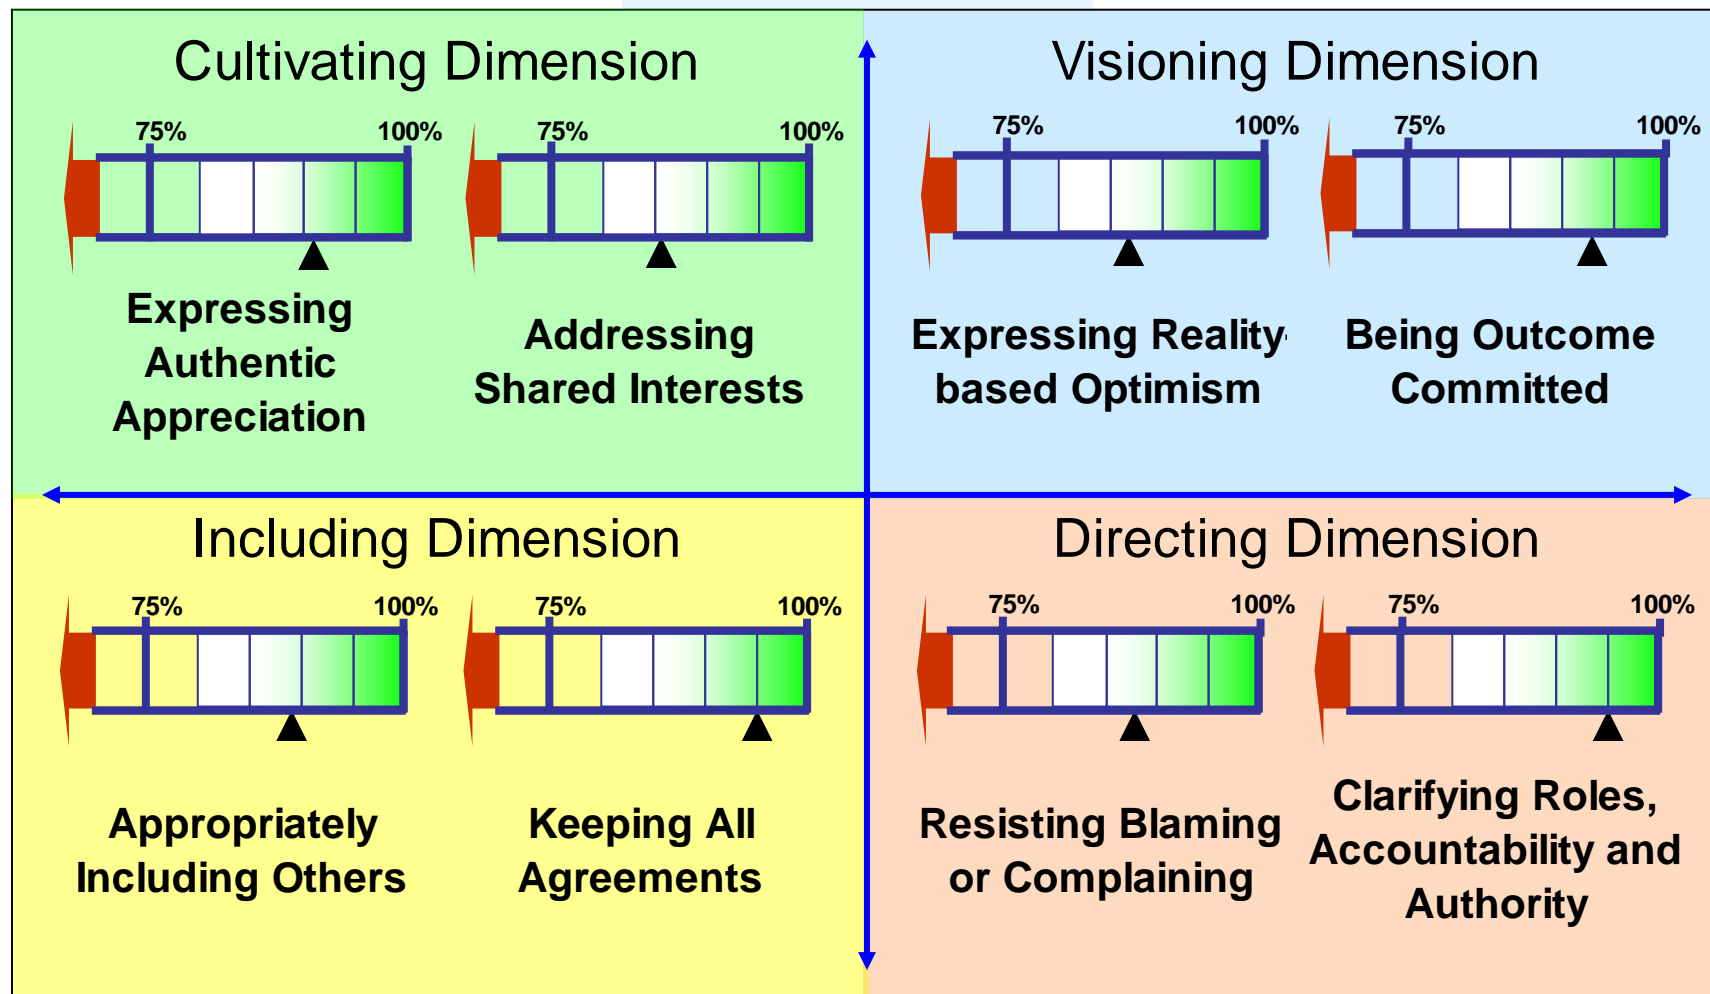 Cultivating Dimension
75%
100%
75%
100%
Expressing
Authentic
Appreciation
Addressing
Shared Interests
Visioning Dimension
75%
100%
75%
100%
Expressing Reality-
based Optimism
Being Outcome
Committed
Including Dimension
75%
100%
75%
100%
Appropriately
Including Others
Keeping All
Agreements
Directing Dimension
75%
100%
75%
100%
Resisting Blaming
or Complaining
Clarifying Roles,
Accountability and
Authority